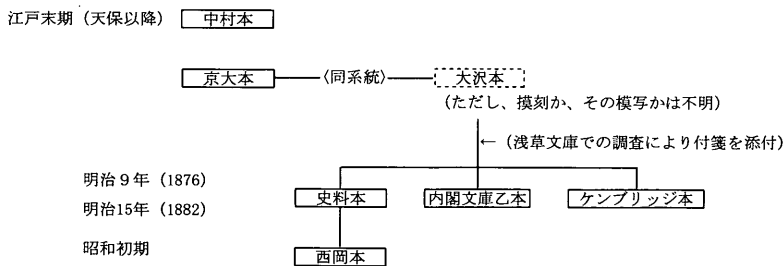 江戸末期（天保以降） 中村本
京大本 〈同系統〉 大沢本
（ただし、摸刻か、その模写かは不明）
←（浅草文庫での調査により付箋を添付）
明治９年（1876）
史料本 内閣文庫乙本 ケンブリッジ本
明治15年（1882）
昭和初期
西岡本